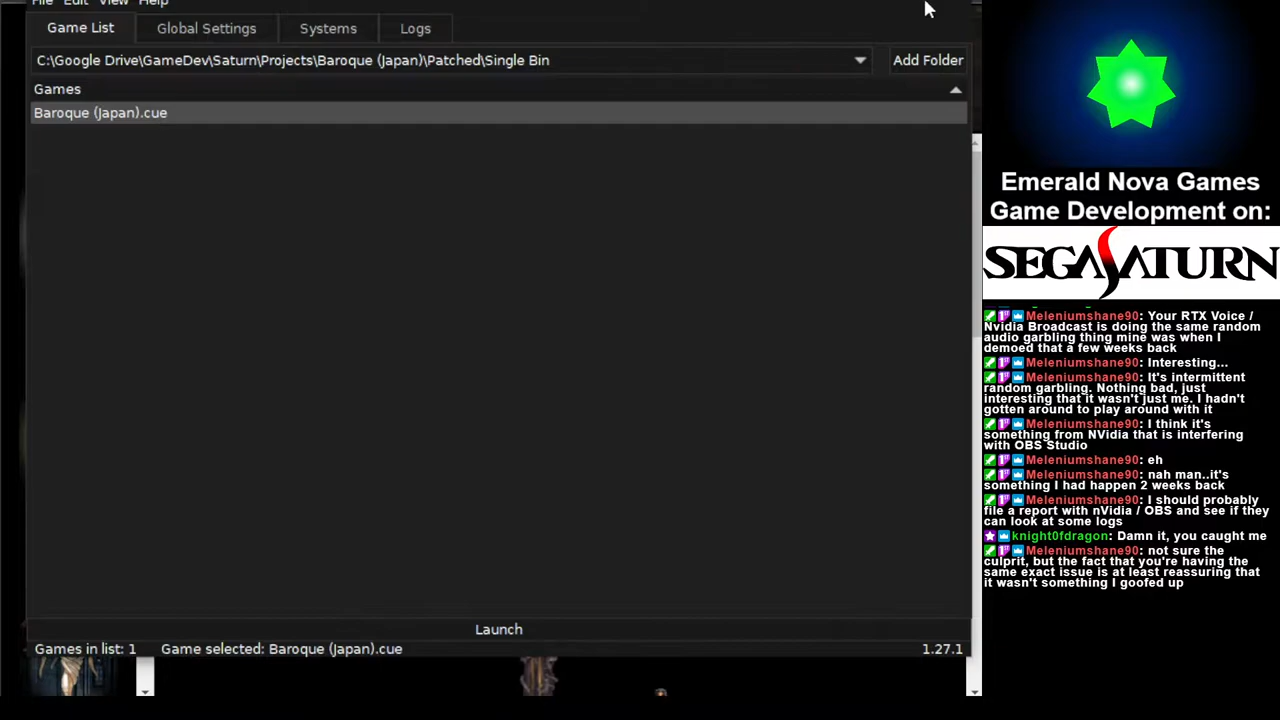 File Edit View Help
Game List
Global Settings
Systems
Logs
C:\Google Drive\GameDev\Saturn\Projects\Baroque (Japan)\Patched\Single Bin
Add Folder
Games
Baroque (Japan).cue
Launch
Games in list: 1
Game selected: Baroque (Japan).cue
1.27.1
Emerald Nova Games
Game Development on:
SEGA SATURN
Meleniumshane90: Your RTX Voice /
Nvidia Broadcast is doing the same random
audio garbling thing mine was when I
demoed that a few weeks back
Meleniumshane90: Interesting...
Meleniumshane90: It's intermittent
random garbling. Nothing bad, just
interesting that it wasn't just me. I hadn't
gotten around to play around with it
Meleniumshane90: I think it's
something from NVidia that is interfering
with OBS Studio
Meleniumshane90: eh
Meleniumshane90: nah man..it's
something I had happen 2 weeks back
Meleniumshane90: I should probably
file a report with nVidia / OBS and see if they
can look at some logs
knight0fdragon: Damn it, you caught me
Meleniumshane90: not sure the
culprit, but the fact that you're having the
same exact issue is at least reassuring that
it wasn't something I goofed up